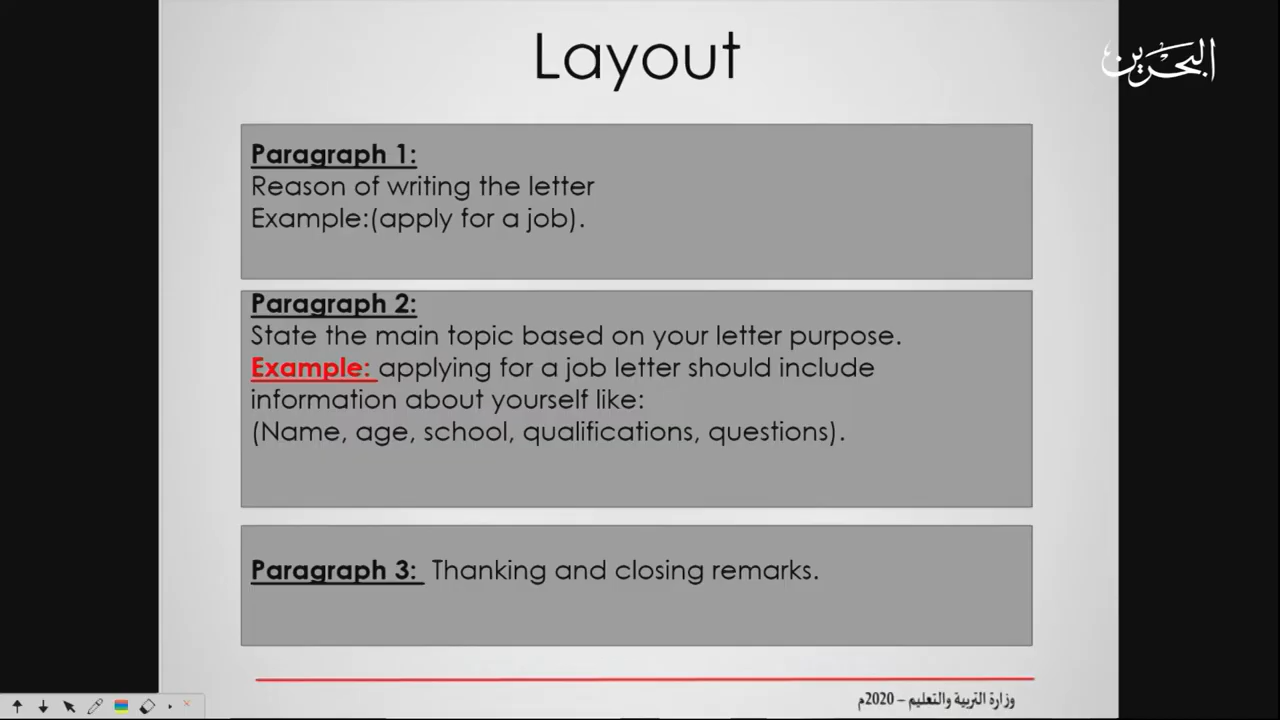 Layout
البحرين
Paragraph 1:
Reason of writing the letter
Example:(apply for a job).
Paragraph 2:
State the main topic based on your letter purpose.
Example: applying for a job letter should include
information about yourself like:
(Name, age, school, qualifications, questions).
Paragraph 3: Thanking and closing remarks.
وزارة التربية والتعليم – 2020م